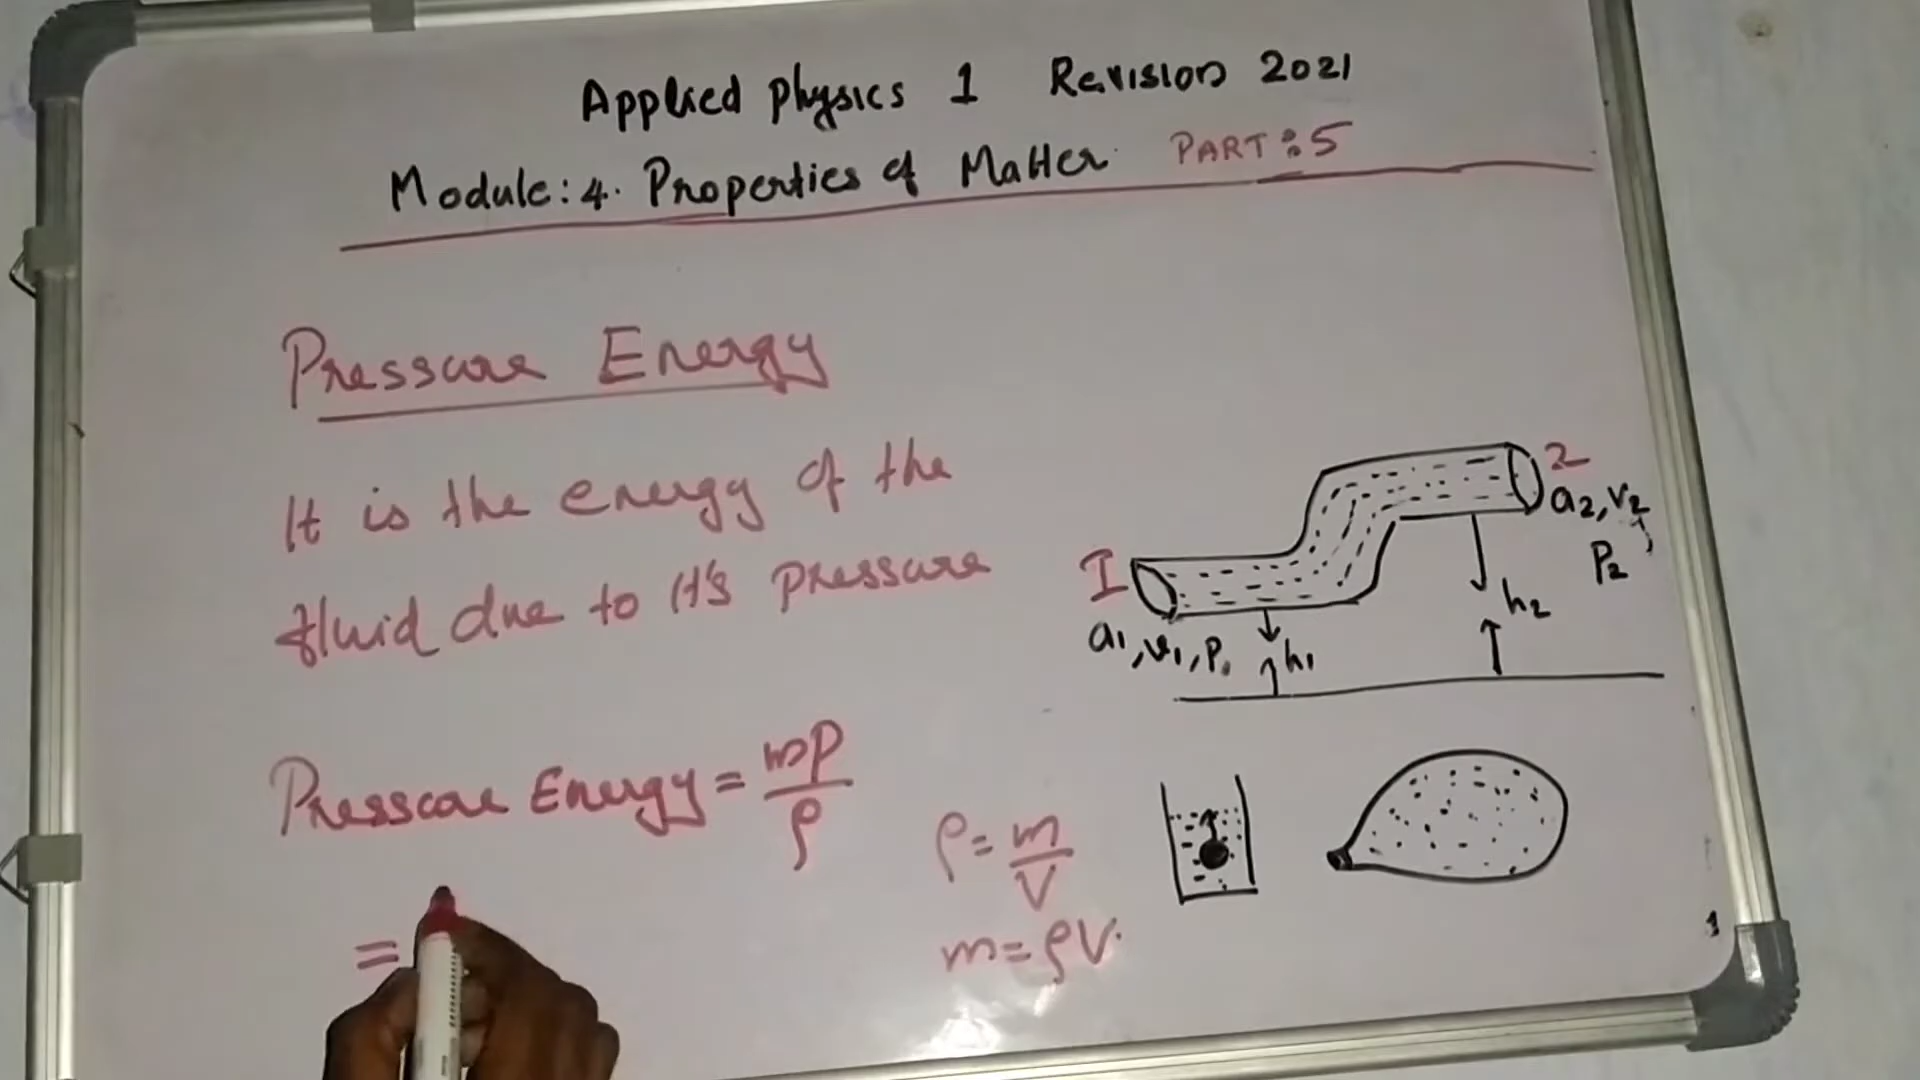 Applied physics 1 Revision 2021
Module: 4. Properties of Matter PART: 5
Pressure Energy
It is the energy of the
fluid due to it's pressure
Pressure Energy = mP/ρ
=
ρ = m/V
m = ρV
I
a1, v1, P1
h1
2
a2, v2,
P2
h2
1